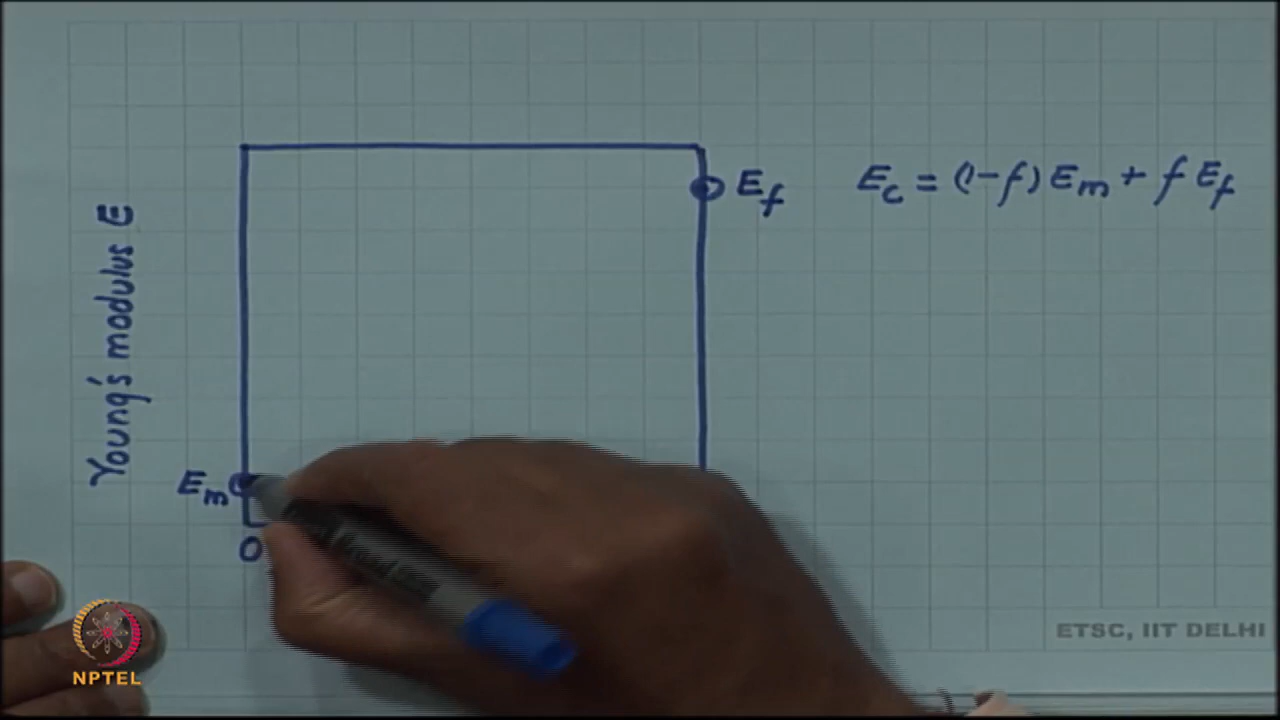 E_f
E_c = (1-f) E_m + f E_f
Young's modulus E
E_m
0
ETSC, IIT DELHI
NPTEL